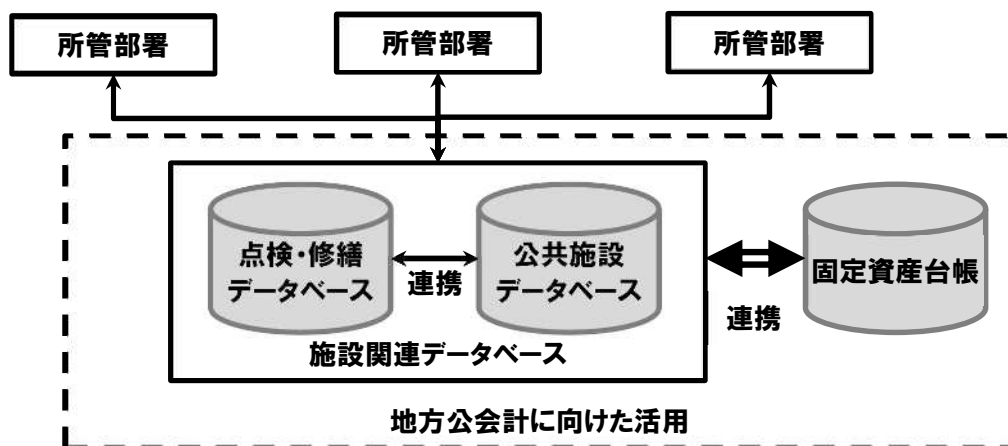 所管部署
所管部署
所管部署
点検・修繕
データベース
連携
公共施設
データベース
施設関連データベース
連携
固定資産台帳
地方公会計に向けた活用